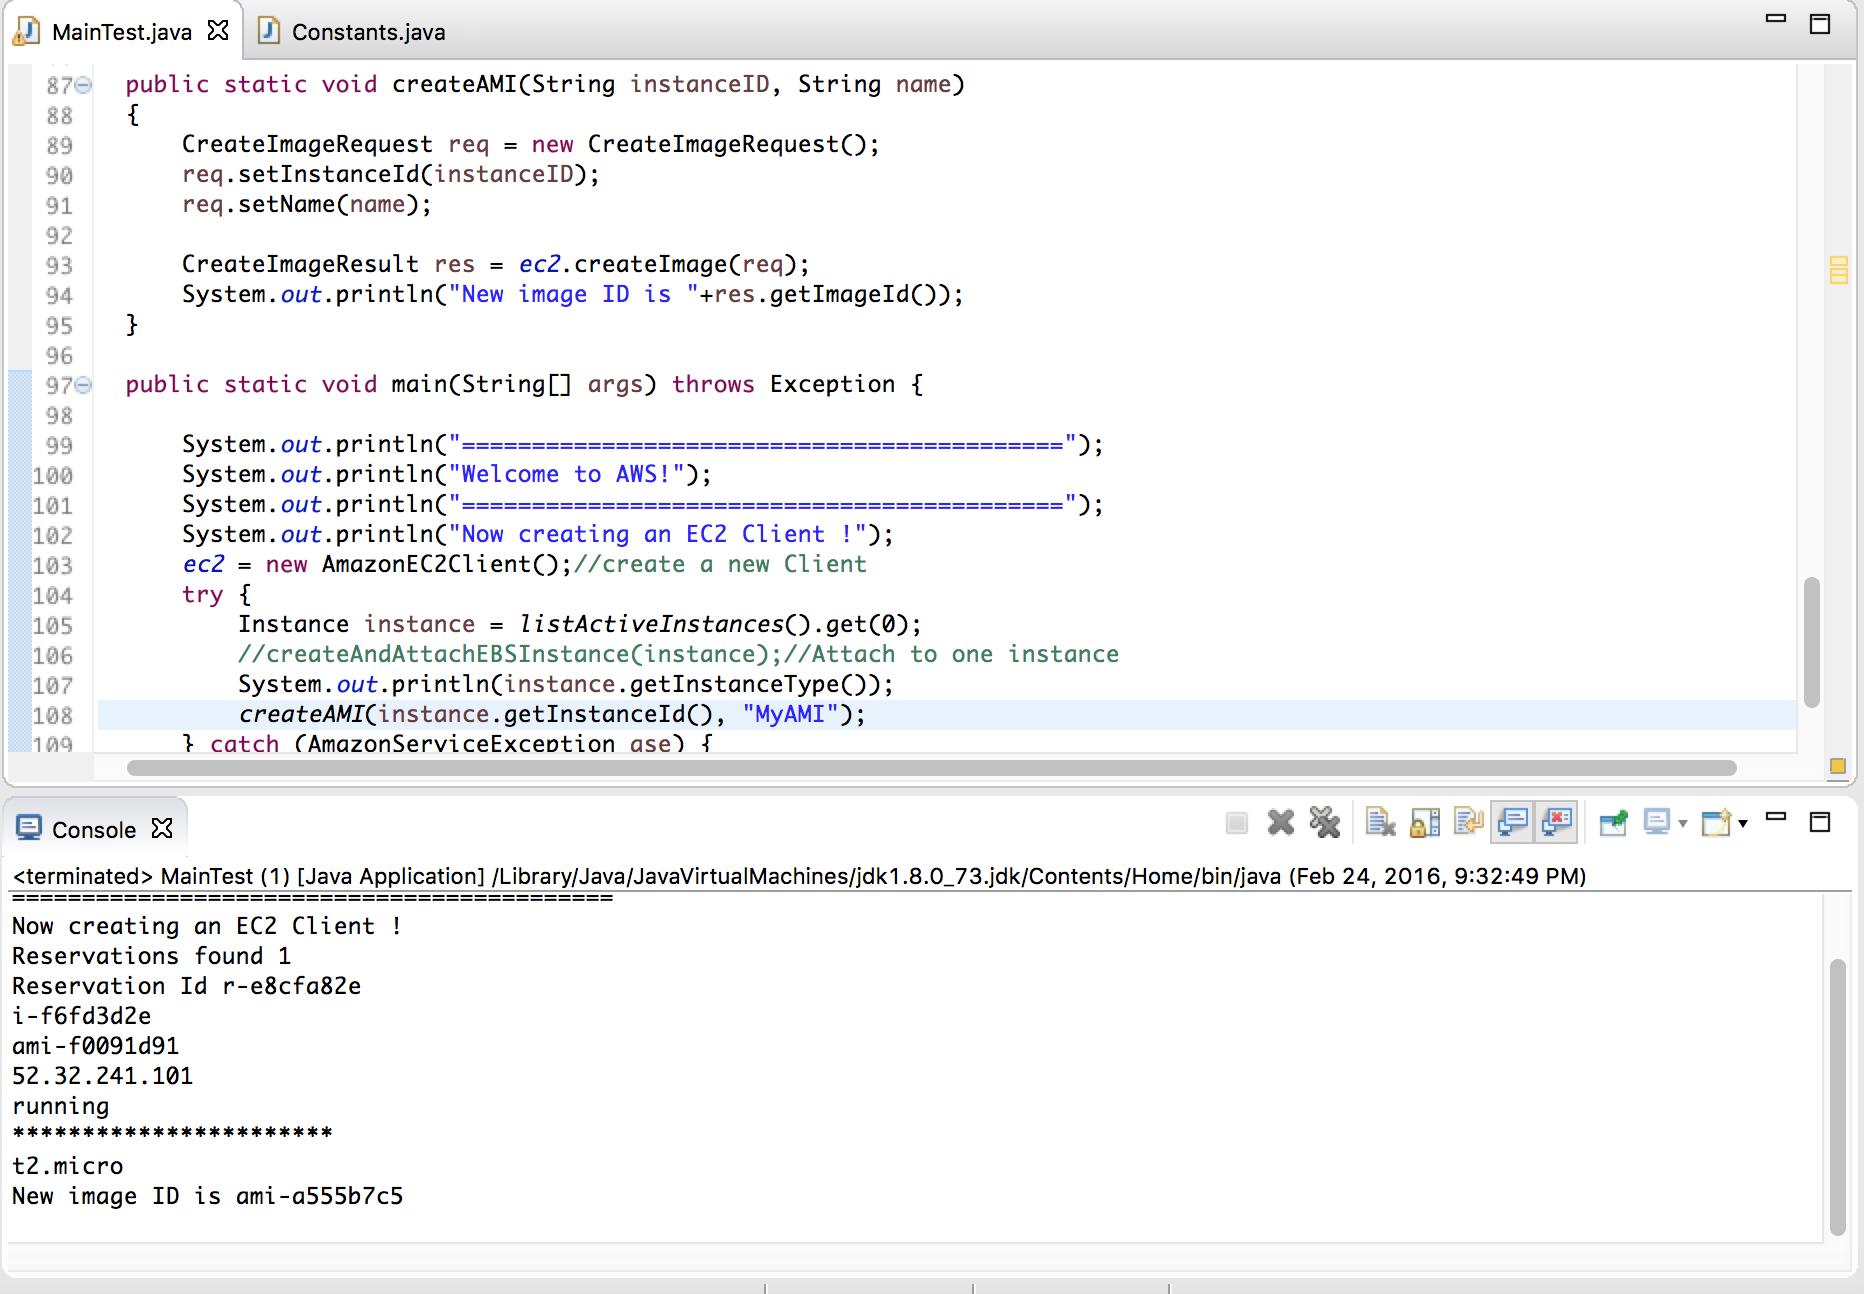 MainTest.java Constants.java
87 public static void createAMI(String instanceID, String name)
88 {
89 CreateImageRequest req = new CreateImageRequest();
90 req.setInstanceId(instanceID);
91 req.setName(name);
92
93 CreateImageResult res = ec2.createImage(req);
94 System.out.println("New image ID is "+res.getImageId());
95 }
96
97 public static void main(String[] args) throws Exception {
98
99 System.out.println("===========================================");
100 System.out.println("Welcome to AWS!");
101 System.out.println("===========================================");
102 System.out.println("Now creating an EC2 Client !");
103 ec2 = new AmazonEC2Client();//create a new Client
104 try {
105 Instance instance = listActiveInstances().get(0);
106 //createAndAttachEBSInstance(instance);//Attach to one instance
107 System.out.println(instance.getInstanceType());
108 createAMI(instance.getInstanceId(), "MyAMI");
109 } catch (AmazonServiceException ase) {
Console
<terminated> MainTest (1) [Java Application] /Library/Java/JavaVirtualMachines/jdk1.8.0_73.jdk/Contents/Home/bin/java (Feb 24, 2016, 9:32:49 PM)
===========================================
Now creating an EC2 Client !
Reservations found 1
Reservation Id r-e8cfa82e
i-f6fd3d2e
ami-f0091d91
52.32.241.101
running
***********************
t2.micro
New image ID is ami-a555b7c5